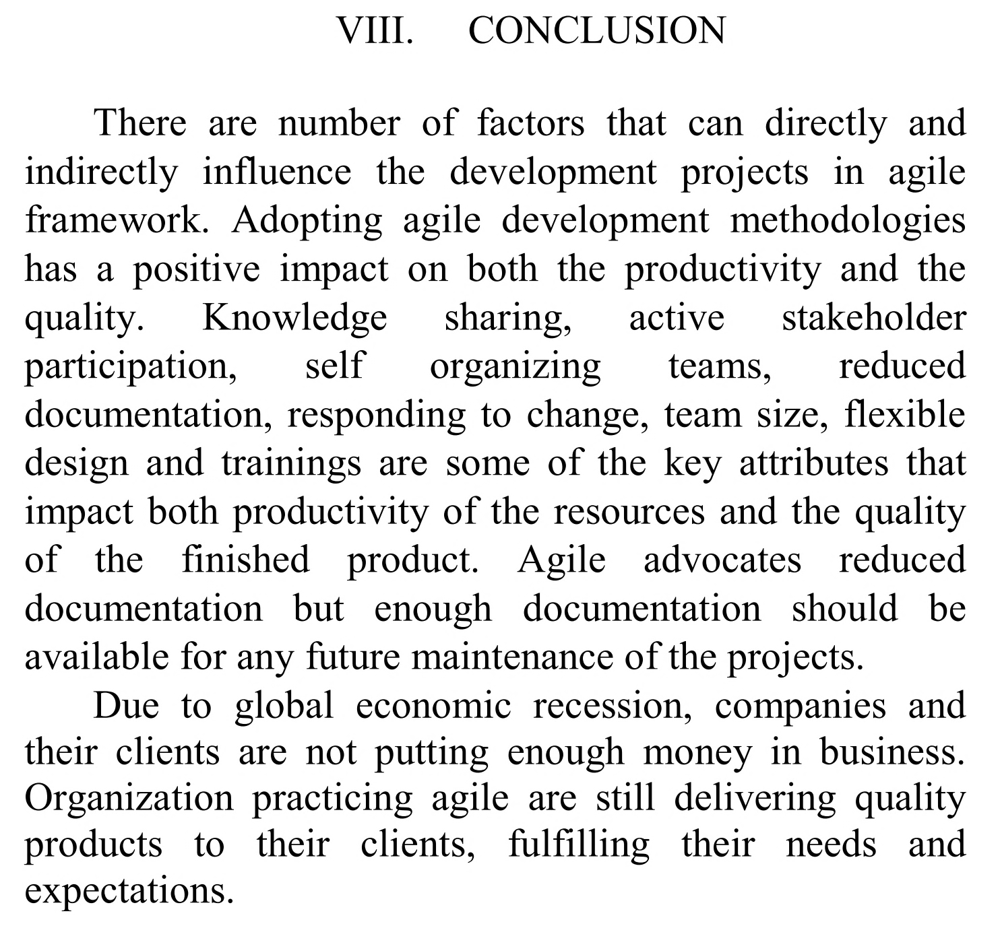 VIII. CONCLUSION
There are number of factors that can directly and
indirectly influence the development projects in agile
framework. Adopting agile development methodologies
has a positive impact on both the productivity and the
quality. Knowledge sharing, active stakeholder
participation, self organizing teams, reduced
documentation, responding to change, team size, flexible
design and trainings are some of the key attributes that
impact both productivity of the resources and the quality
of the finished product. Agile advocates reduced
documentation but enough documentation should be
available for any future maintenance of the projects.
Due to global economic recession, companies and
their clients are not putting enough money in business.
Organization practicing agile are still delivering quality
products to their clients, fulfilling their needs and
expectations.